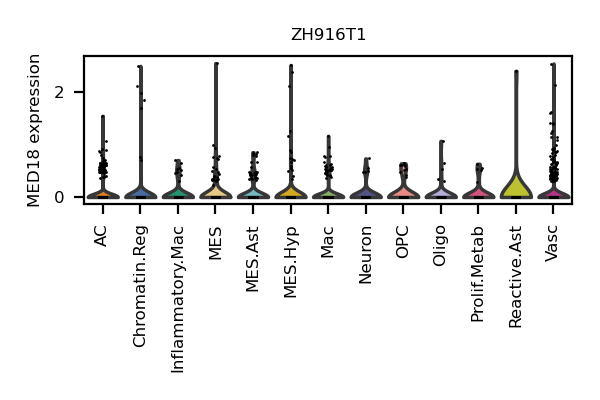 ZH916T1
MED18 expression
2
0
AC
Chromatin.Reg
Inflammatory.Mac
MES
MES.Ast
MES.Hyp
Mac
Neuron
OPC
Oligo
Prolif.Metab
Reactive.Ast
Vasc